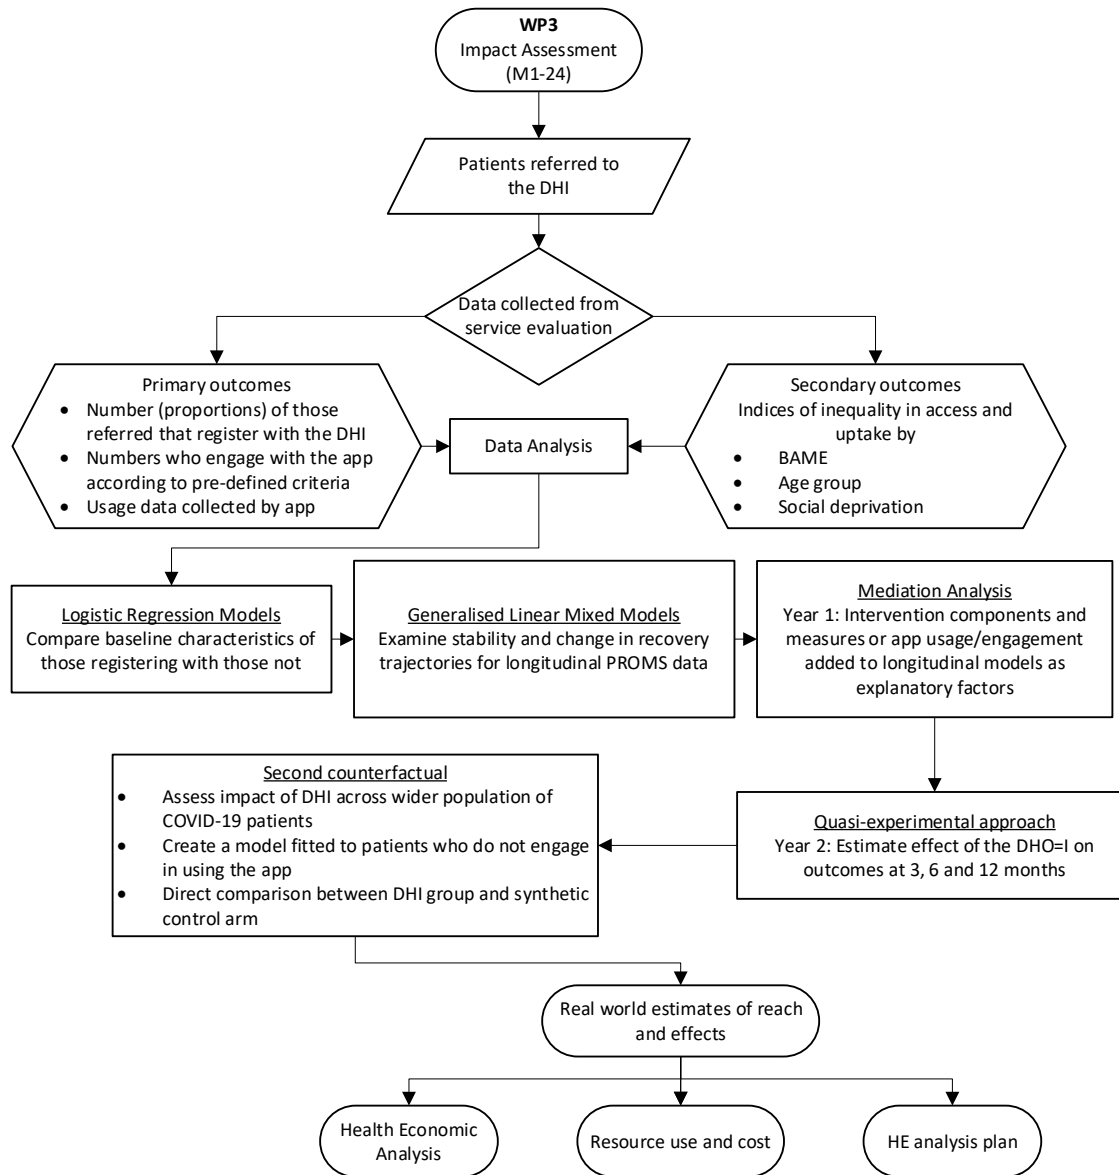 WP3
Impact Assessment
(M1-24)
Patients referred to
the DHI
Data collected from
service evaluation
Primary outcomes
• Number (proportions) of those
referred that register with the DHI
• Numbers who engage with the app
according to pre-defined criteria
• Usage data collected by app
Data Analysis
Secondary outcomes
Indices of inequality in access and
uptake by
• BAME
• Age group
• Social deprivation
Logistic Regression Models
Compare baseline characteristics of
those registering with those not
Generalised Linear Mixed Models
Examine stability and change in recovery
trajectories for longitudinal PROMS data
Mediation Analysis
Year 1: Intervention components and
measures or app usage/engagement
added to longitudinal models as
explanatory factors
Quasi-experimental approach
Year 2: Estimate effect of the DHO=I on
outcomes at 3, 6 and 12 months
Second counterfactual
• Assess impact of DHI across wider population of
COVID-19 patients
• Create a model fitted to patients who do not engage
in using the app
• Direct comparison between DHI group and synthetic
control arm
Real world estimates of reach
and effects
Health Economic
Analysis
Resource use and cost
HE analysis plan